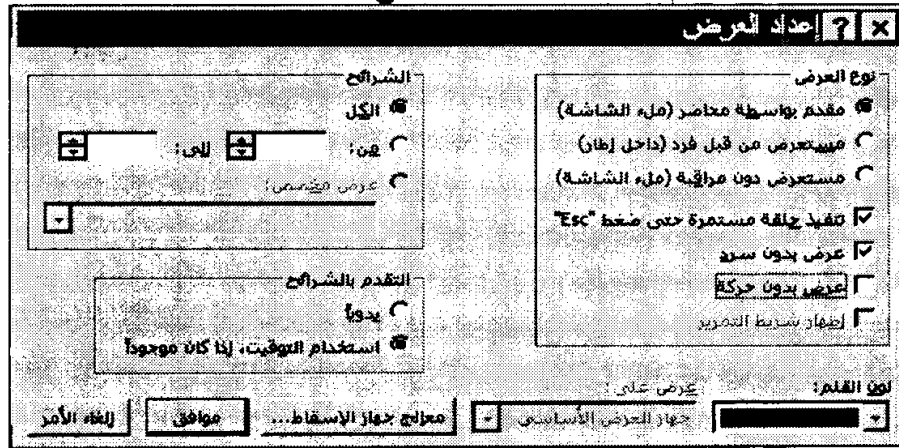 إعداد العرض
نوع العرض
مقدم بواسطة محاضر (ملء الشاشة)
مستعرض من قبل فرد (داخل إطار)
مستعرض دون مراقبة (ملء الشاشة)
تنفيذ حلقة مستمرة حتى ضغط "Esc"
عرض بدون سرد
عرض بدون حركة
إظهار شريط التمرير
الشرائح
الكل
من: إلى:
عرض مخصص:
التقدم بالشرائح
يدوياً
استخدام التوقيت، إذا كان موجوداً
لون القلم:
عرض على:
جهاز العرض الأساسي
معالج جهاز الإسقاط...
موافق
إلغاء الأمر